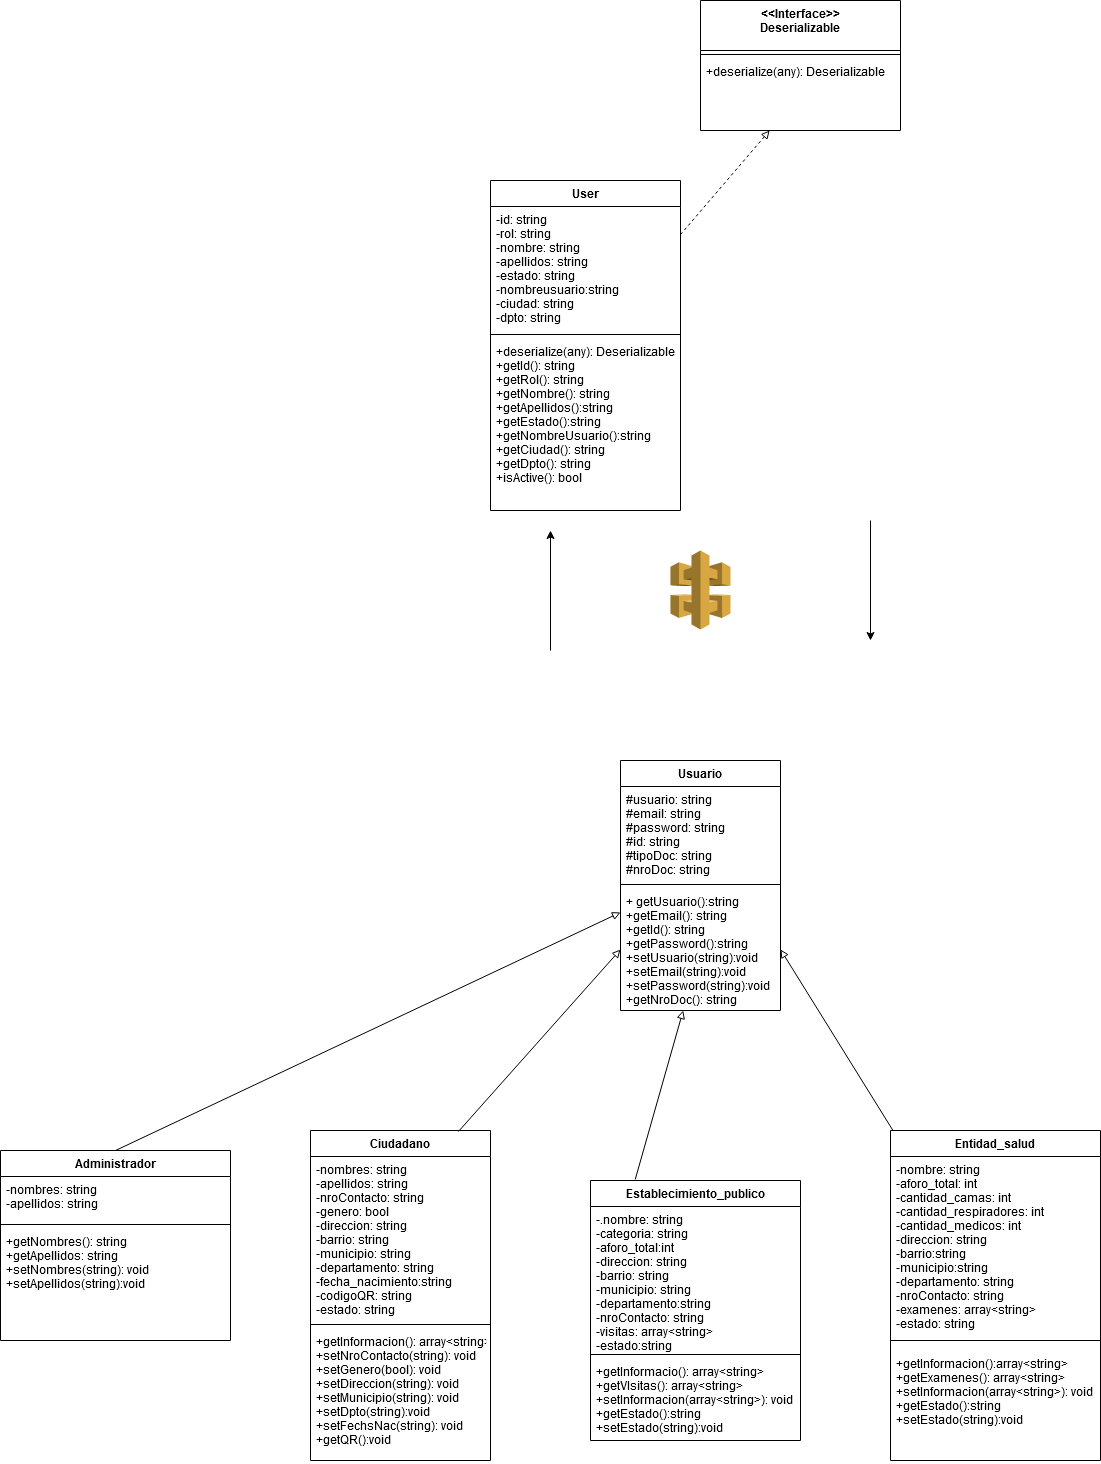 <<Interface>>
Deserializable
+deserialize(any): Deserializable
User
-id: string
-rol: string
-nombre: string
-apellidos: string
-estado: string
-nombreusuario:string
-ciudad: string
-dpto: string
+deserialize(any): Deserializable
+getId(): string
+getRol(): string
+getNombre(): string
+getApellidos():string
+getEstado():string
+getNombreUsuario():string
+getCiudad(): string
+getDpto(): string
+isActive(): bool
Usuario
#usuario: string
#email: string
#password: string
#id: string
#tipoDoc: string
#nroDoc: string
+ getUsuario():string
+getEmail(): string
+getId(): string
+getPassword():string
+setUsuario(string):void
+setEmail(string):void
+setPassword(string):void
+getNroDoc(): string
Administrador
-nombres: string
-apellidos: string
+getNombres(): string
+getApellidos: string
+setNombres(string): void
+setApellidos(string):void
Ciudadano
-nombres: string
-apellidos: string
-nroContacto: string
-genero: bool
-direccion: string
-barrio: string
-municipio: string
-departamento: string
-fecha_nacimiento:string
-codigoQR: string
-estado: string
+getInformacion(): array<string>
+setNroContacto(string): void
+setGenero(bool): void
+setDireccion(string): void
+setMunicipio(string): void
+setDpto(string):void
+setFechsNac(string): void
+getQR():void
Establecimiento_publico
-.nombre: string
-categoria: string
-aforo_total:int
-direccion: string
-barrio: string
-municipio: string
-departamento:string
-nroContacto: string
-visitas: array<string>
-estado:string
+getInformacio(): array<string>
+getVIsitas(): array<string>
+setInformacion(array<string>): void
+getEstado():string
+setEstado(string):void
Entidad_salud
-nombre: string
-aforo_total: int
-cantidad_camas: int
-cantidad_respiradores: int
-cantidad_medicos: int
-direccion: string
-barrio:string
-municipio:string
-departamento: string
-nroContacto: string
-examenes: array<string>
-estado: string
+getInformacion():array<string>
+getExamenes(): array<string>
+setInformacion(array<string>): void
+getEstado():string
+setEstado(string):void